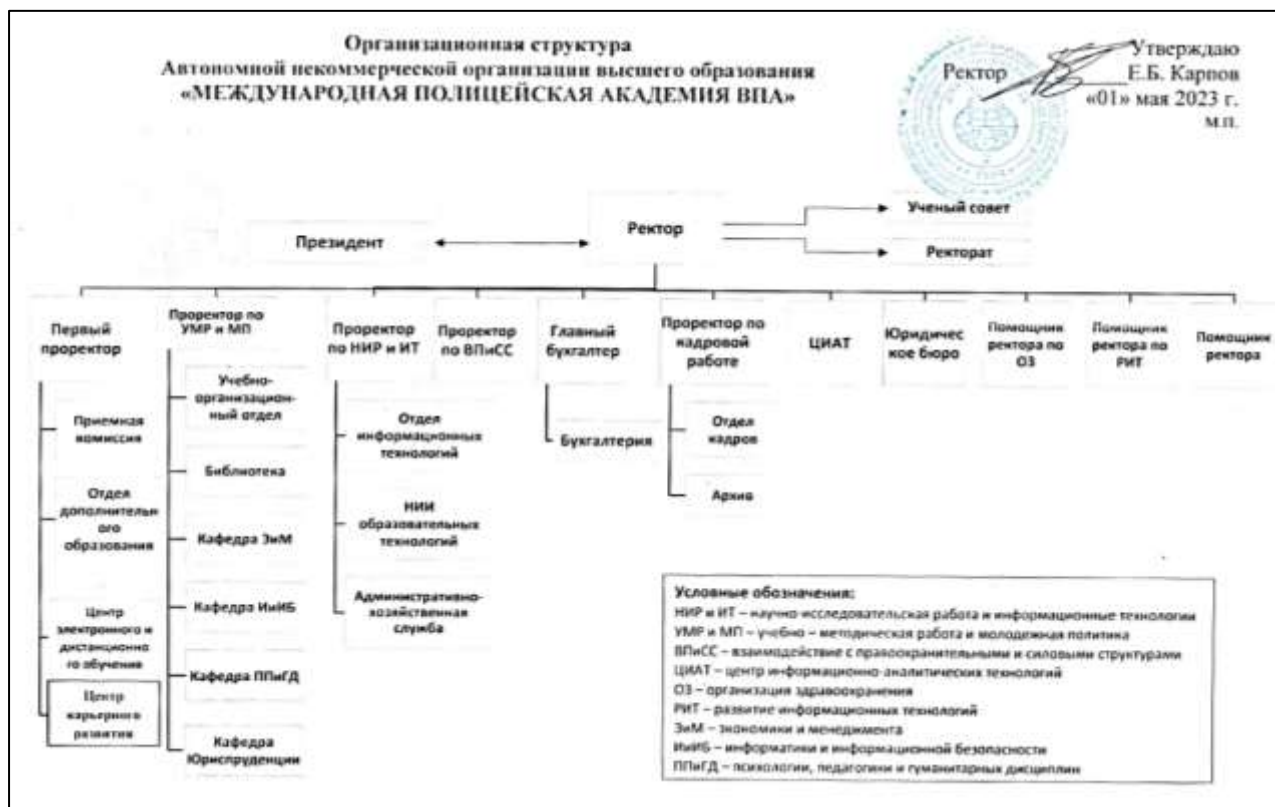 Организационная структура
Автономной некоммерческой организации высшего образования
«МЕЖДУНАРОДНАЯ ПОЛИЦЕЙСКАЯ АКАДЕМИЯ ВПА»
Утверждаю
Ректор
Е.Б. Карпов
«01» мая 2023 г.
м.п.
Президент
Ректор
Ученый совет
Ректорат
Первый
проректор
Проректор по
УМР и МП
Проректор
по НИР и ИТ
Проректор
по ВПиСС
Главный
бухгалтер
Проректор по
кадровой
работе
ЦИАТ
Юридичес
кое бюро
Помощник
ректора по
ОЗ
Помощник
ректора по
РИТ
Помощник
ректора
Приемная
комиссия
Отдел
дополнительн
ого
образования
Центр
электронного и
дистанционно
го обучения
Центр
карьерного
развития
Учебно-
организацион-
ный отдел
Библиотека
Кафедра ЭиМ
Кафедра ИиИБ
Кафедра ППиГД
Кафедра
Юриспруденции
Отдел
информационных
технологий
НИИ
образовательных
технологий
Административно-
хозяйственная
служба
Бухгалтерия
Отдел
кадров
Архив
Условные обозначения:
НИР и ИТ – научно-исследовательская работа и информационные технологии
УМР и МП – учебно – методическая работа и молодежная политика
ВПиСС – взаимодействие с правоохранительными и силовыми структурами
ЦИАТ – центр информационно-аналитических технологий
ОЗ – организация здравоохранения
РИТ – развитие информационных технологий
ЭиМ – экономики и менеджмента
ИиИБ – информатики и информационной безопасности
ППиГД – психологии, педагогики и гуманитарных дисциплин